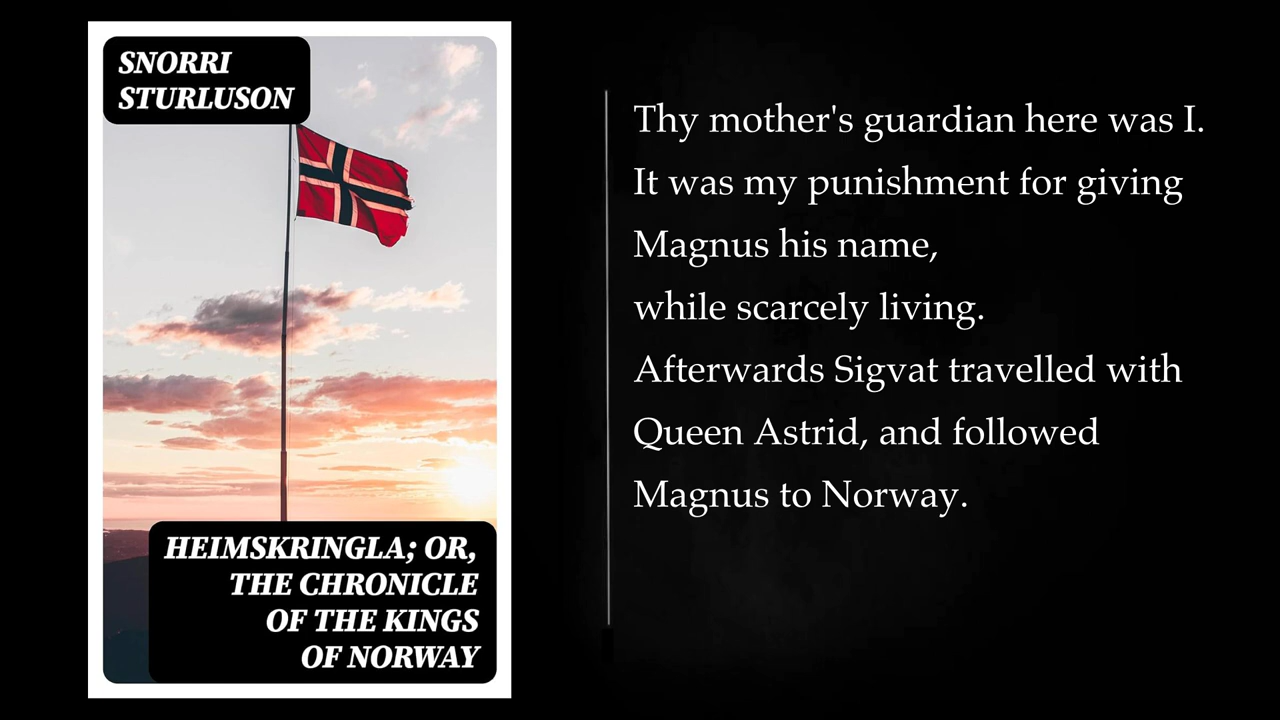 SNORRI
STURLUSON
HEIMSKRINGLA; OR,
THE CHRONICLE
OF THE KINGS
OF NORWAY
Thy mother's guardian here was I.
It was my punishment for giving
Magnus his name,
while scarcely living.
Afterwards Sigvat travelled with
Queen Astrid, and followed
Magnus to Norway.